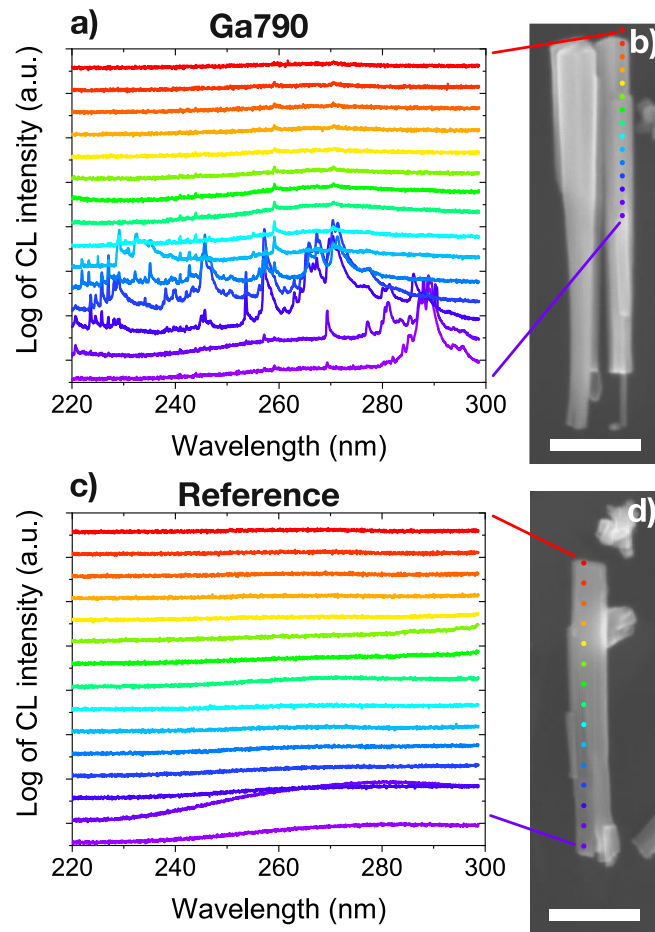 a) Ga790 b)
Log of CL intensity (a.u.)
220 240 260 280 300
Wavelength (nm)
c) Reference d)
Log of CL intensity (a.u.)
220 240 260 280 300
Wavelength (nm)